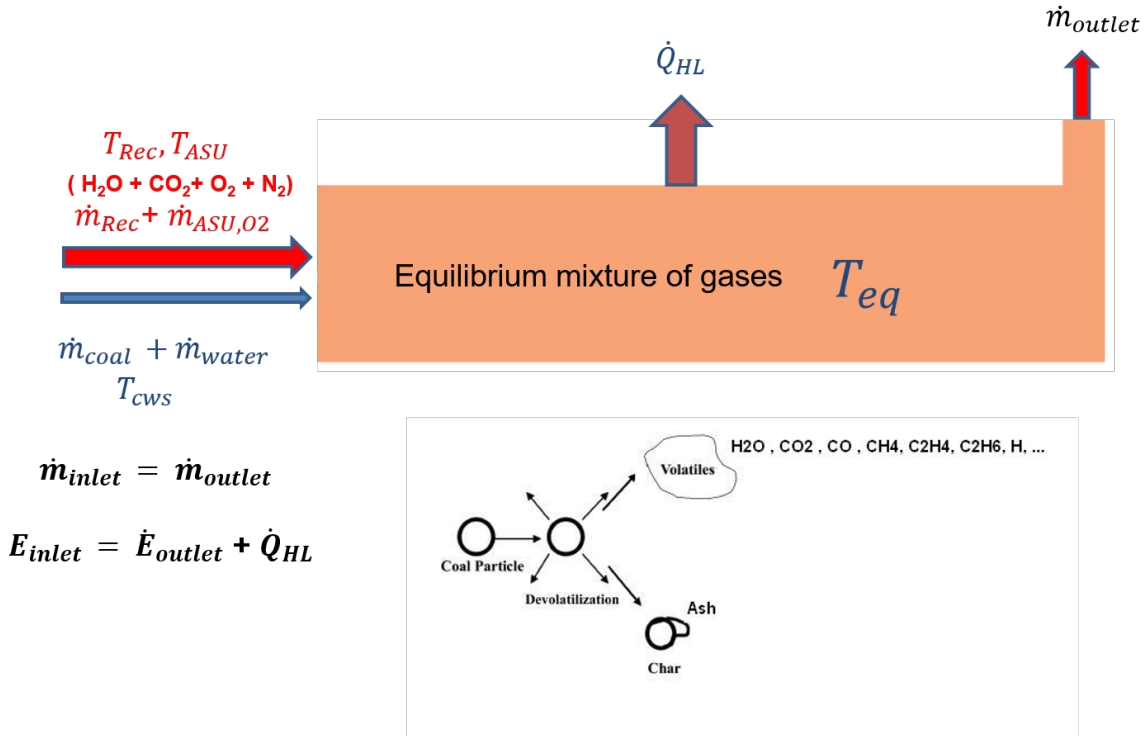 ṁ_outlet
Q̇_HL
T_Rec, T_ASU
( H₂O + CO₂+ O₂ + N₂)
ṁ_Rec + ṁ_ASU,O2
Equilibrium mixture of gases T_eq
ṁ_coal + ṁ_water
T_cws
ṁ_inlet = ṁ_outlet
E_inlet = Ė_outlet + Q̇_HL
H2O , CO2 , CO , CH4, C2H4, C2H6, H, ...
Volatiles
Coal Particle
Devolatilization
Ash
Char